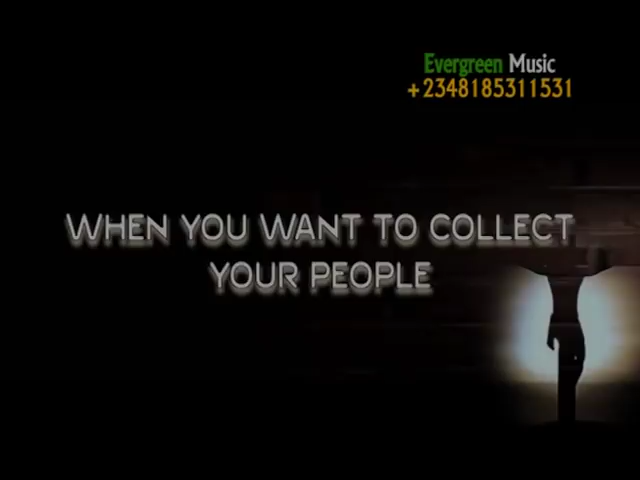 Evergreen Music
+2348185311531
WHEN YOU WANT TO COLLECT
YOUR PEOPLE